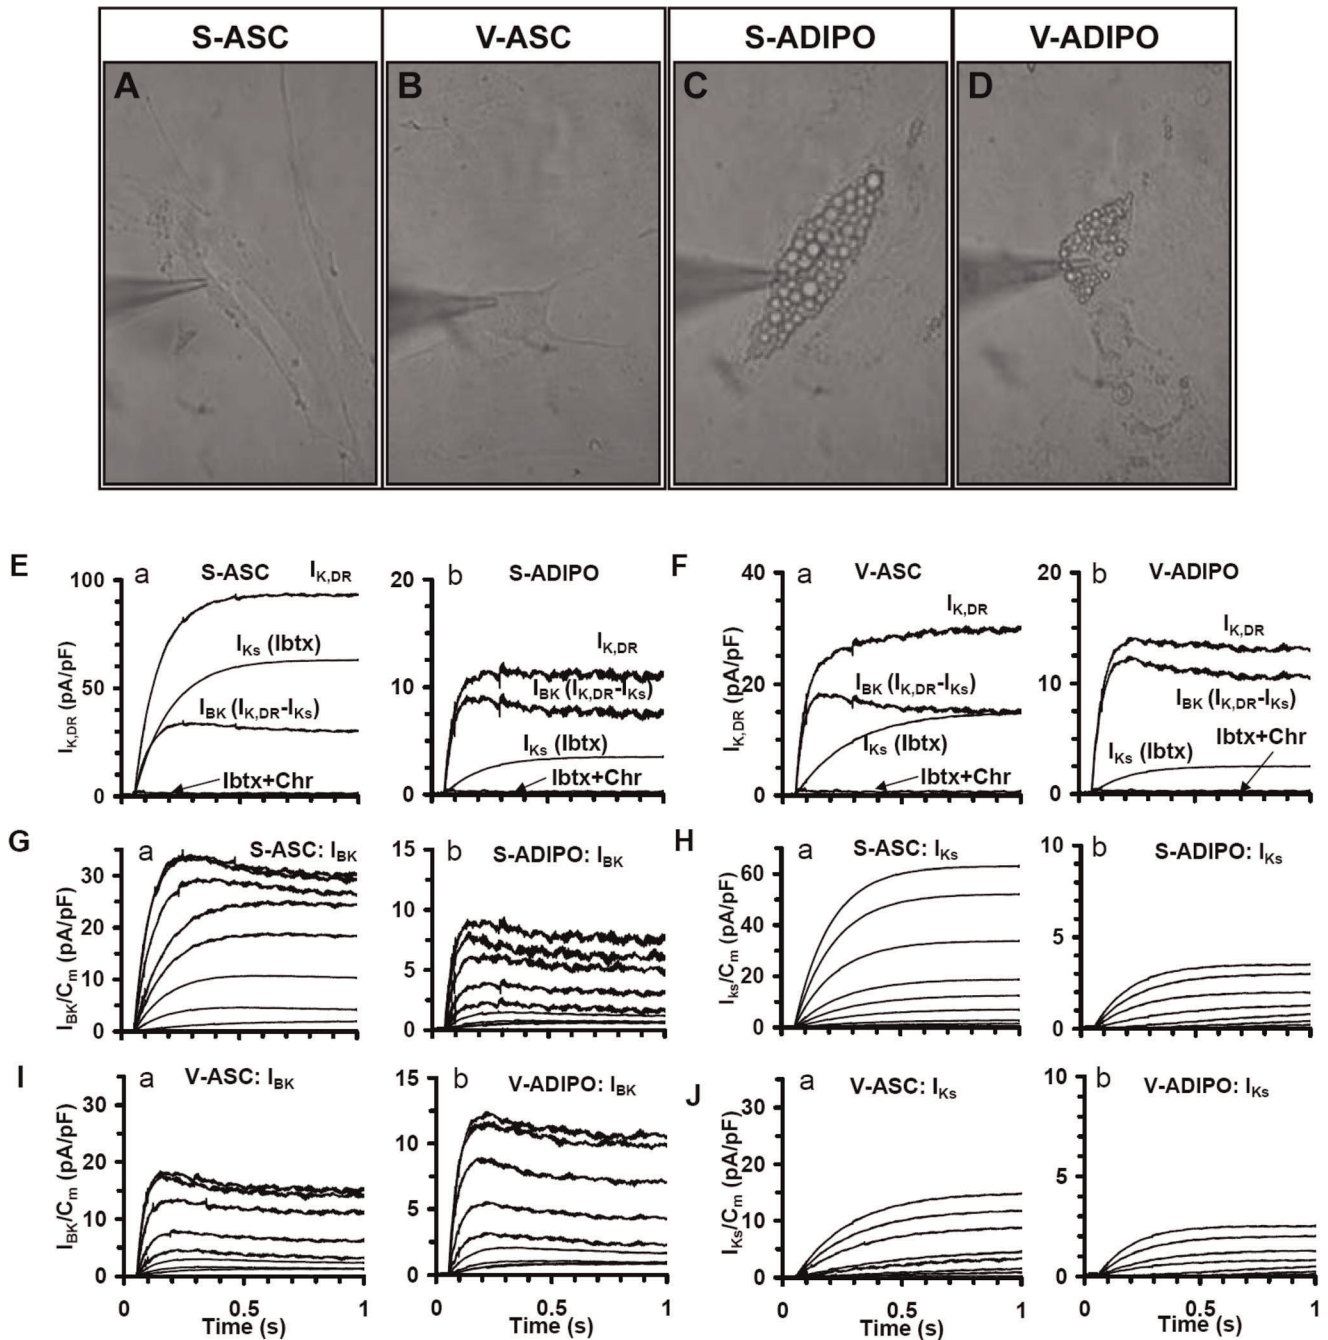 S-ASC V-ASC S-ADIPO V-ADIPO
A B C D
E F
a S-ASC I_K,DR
b S-ADIPO
a V-ASC
b V-ADIPO
I_K,DR (pA/pF)
100
50
0
I_Ks (Ibtx)
I_BK (I_K,DR-I_Ks)
Ibtx+Chr
20
10
0
I_K,DR
I_BK (I_K,DR-I_Ks)
I_Ks (Ibtx)
Ibtx+Chr
I_K,DR (pA/pF)
40
20
0
I_K,DR
I_BK (I_K,DR-I_Ks)
I_Ks (Ibtx)
Ibtx+Chr
20
10
0
I_K,DR
I_BK (I_K,DR-I_Ks)
I_Ks (Ibtx)
Ibtx+Chr
G
a S-ASC: I_BK
I_BK/C_m (pA/pF)
30
20
10
0
b S-ADIPO: I_BK
15
10
5
0
H
a S-ASC: I_Ks
I_ks/C_m (pA/pF)
60
40
20
0
b S-ADIPO: I_Ks
10
5
0
I
a V-ASC: I_BK
I_BK/C_m (pA/pF)
30
20
10
0
0 0.5 1
Time (s)
b V-ADIPO: I_BK
15
10
5
0
0 0.5 1
Time (s)
J
a V-ASC: I_Ks
I_Ks/C_m (pA/pF)
30
20
10
0
0 0.5 1
Time (s)
b V-ADIPO: I_Ks
10
5
0
0 0.5 1
Time (s)